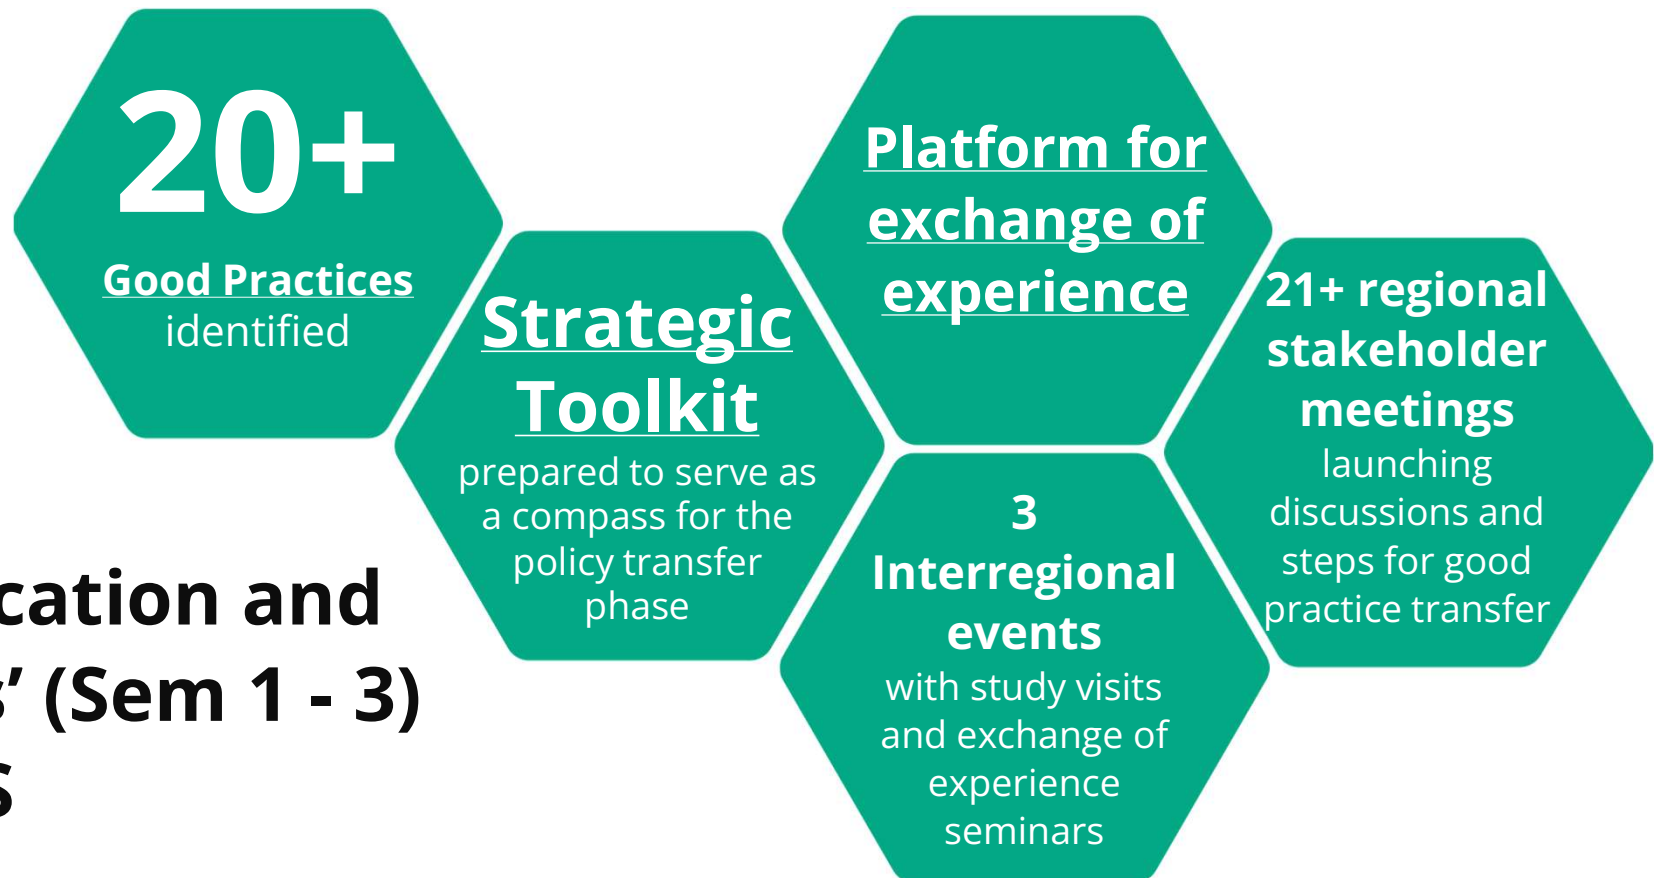 20+
Good Practices
identified
Strategic
Toolkit
prepared to serve as
a compass for the
policy transfer
phase
Platform for
exchange of
experience
21+ regional
stakeholder
meetings
launching
discussions and
steps for good
practice transfer
3
Interregional
events
with study visits
and exchange of
experience
seminars
cation and
s’ (Sem 1 - 3)
S